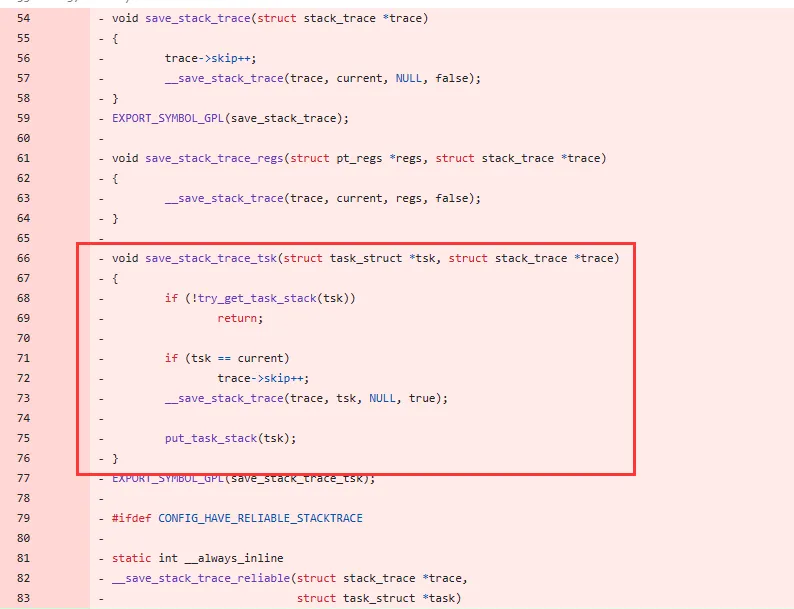 54 - void save_stack_trace(struct stack_trace *trace)
55 - {
56 - trace->skip++;
57 - __save_stack_trace(trace, current, NULL, false);
58 - }
59 - EXPORT_SYMBOL_GPL(save_stack_trace);
60 -
61 - void save_stack_trace_regs(struct pt_regs *regs, struct stack_trace *trace)
62 - {
63 - __save_stack_trace(trace, current, regs, false);
64 - }
65 -
66 - void save_stack_trace_tsk(struct task_struct *tsk, struct stack_trace *trace)
67 - {
68 - if (!try_get_task_stack(tsk))
69 - return;
70 -
71 - if (tsk == current)
72 - trace->skip++;
73 - __save_stack_trace(trace, tsk, NULL, true);
74 -
75 - put_task_stack(tsk);
76 - }
77 - EXPORT_SYMBOL_GPL(save_stack_trace_tsk);
78 -
79 - #ifdef CONFIG_HAVE_RELIABLE_STACKTRACE
80 -
81 - static int __always_inline
82 - __save_stack_trace_reliable(struct stack_trace *trace,
83 - struct task_struct *task)